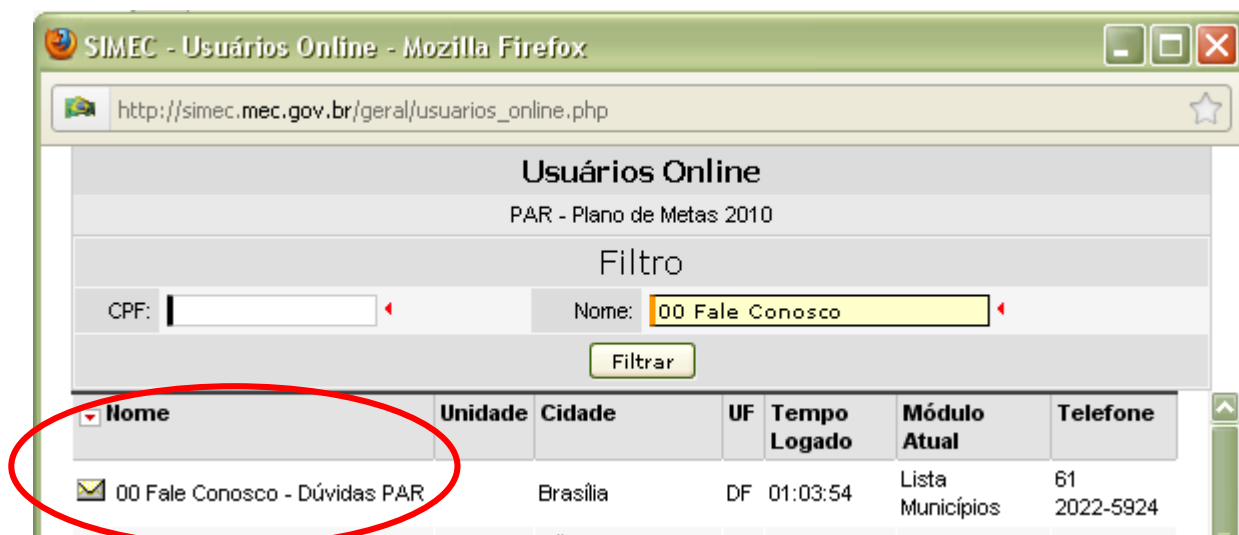 SIMEC - Usuários Online - Mozilla Firefox
http://simec.mec.gov.br/geral/usuarios_online.php
Usuários Online
PAR - Plano de Metas 2010
Filtro
CPF: Nome: 00 Fale Conosco
Filtrar
Nome Unidade Cidade UF Tempo Logado Módulo Atual Telefone
00 Fale Conosco - Dúvidas PAR Brasília DF 01:03:54 Lista Municípios 61 2022-5924